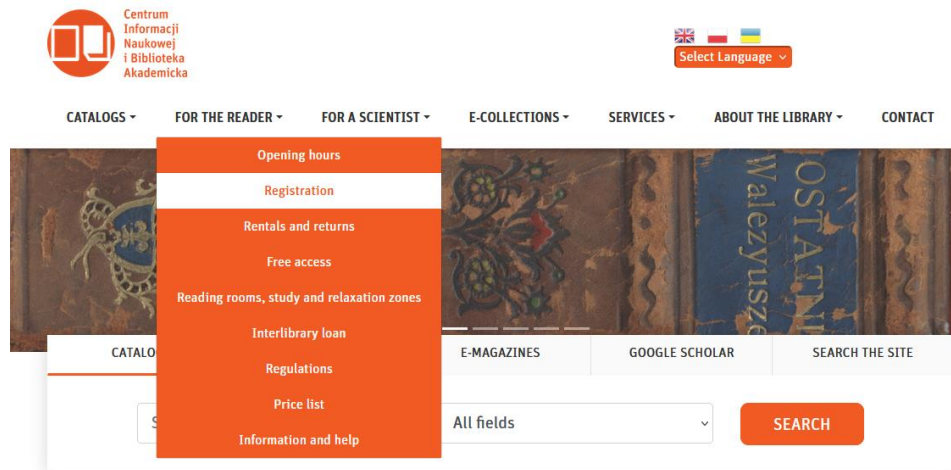 Centrum
Informacji
Naukowej
i Biblioteka
Akademicka
Select Language
CATALOGS
FOR THE READER
FOR A SCIENTIST
E-COLLECTIONS
SERVICES
ABOUT THE LIBRARY
CONTACT
Opening hours
Registration
Rentals and returns
Free access
Reading rooms, study and relaxation zones
Interlibrary loan
Regulations
Price list
Information and help
OSTATNI
Walezyusze
CATALO
E-MAGAZINES
GOOGLE SCHOLAR
SEARCH THE SITE
S
All fields
SEARCH